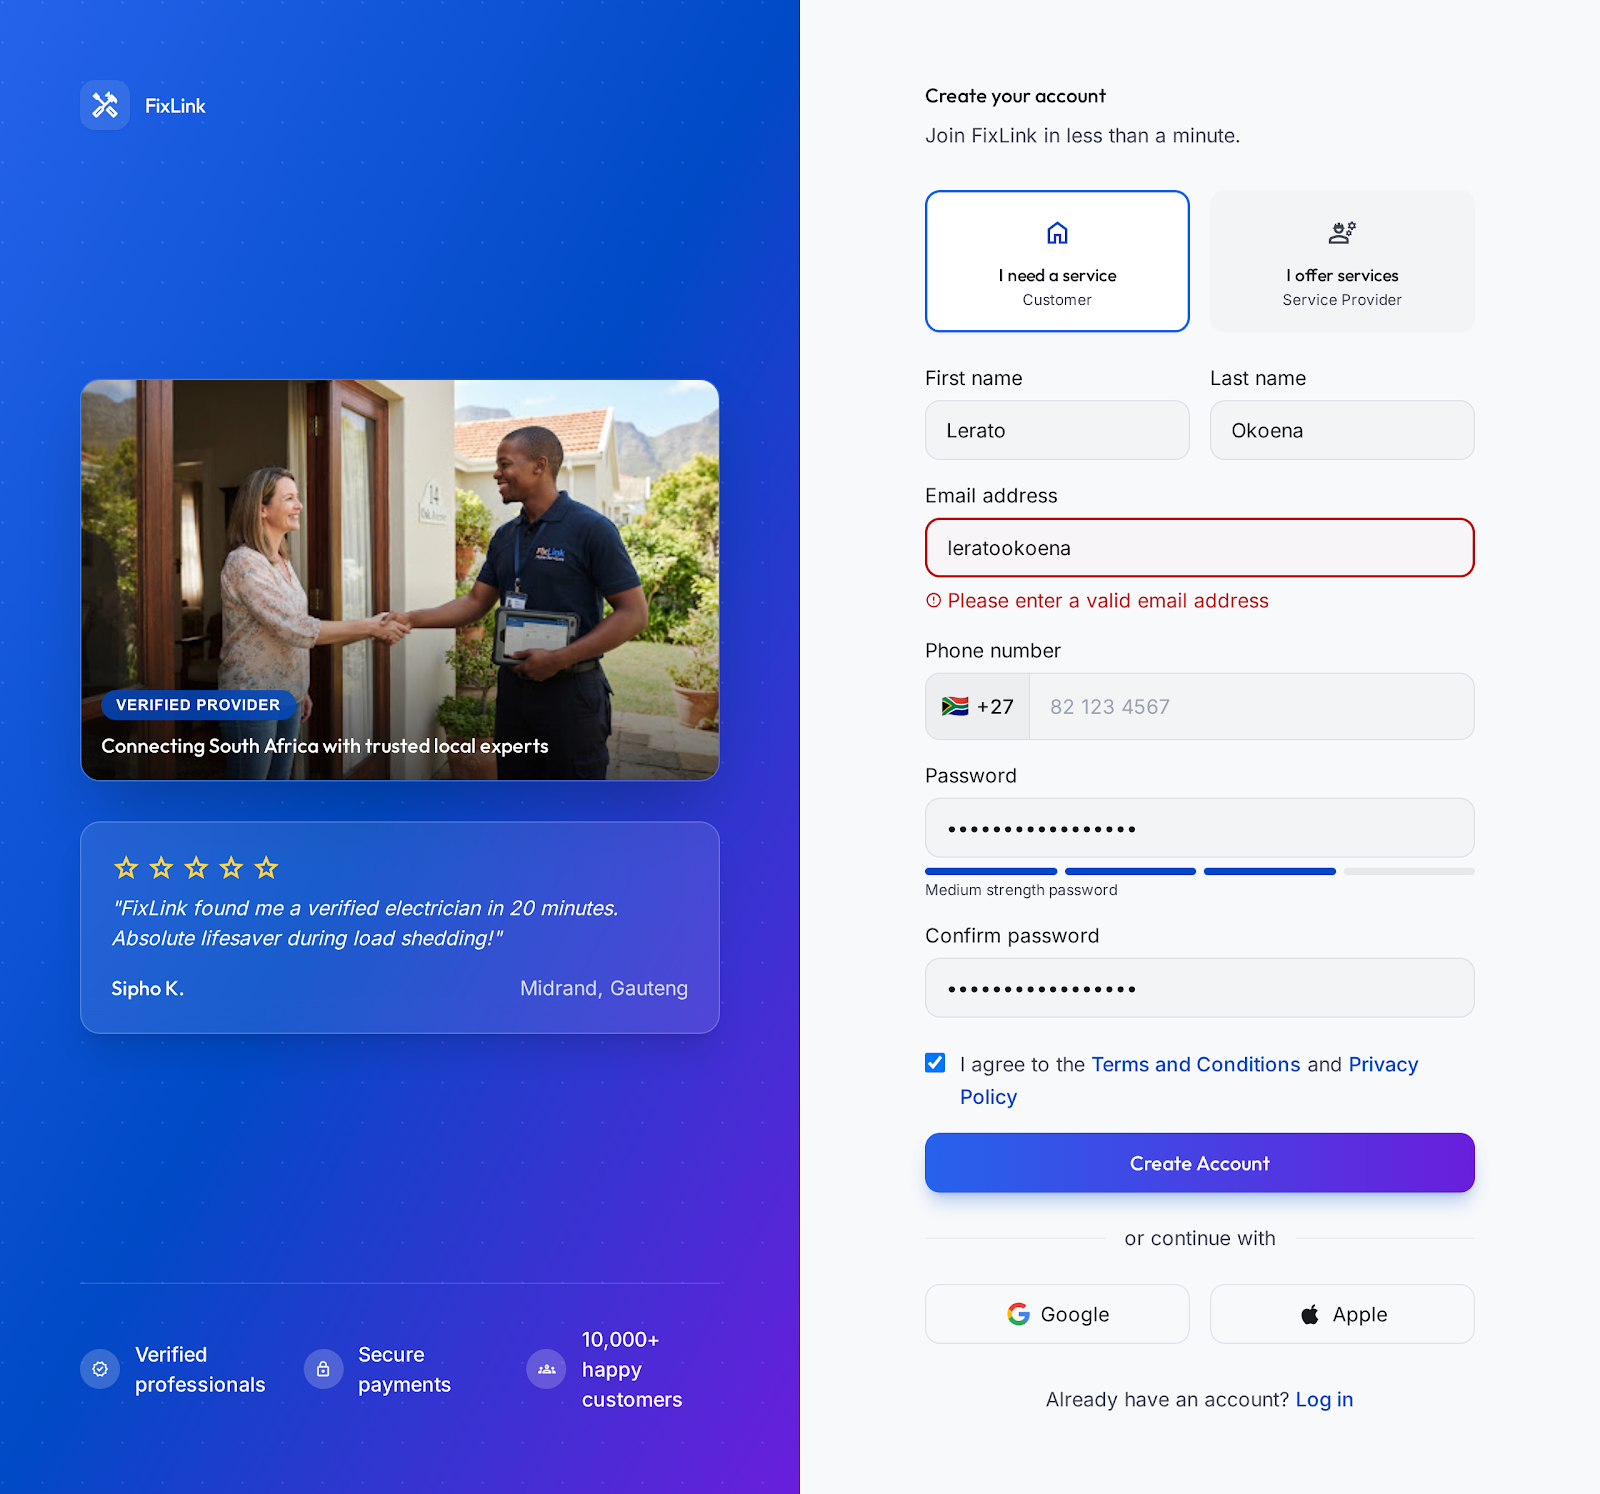 FixLink
14
FixLink
VERIFIED PROVIDER
Connecting South Africa with trusted local experts
"FixLink found me a verified electrician in 20 minutes.
Absolute lifesaver during load shedding!"
Sipho K.
Midrand, Gauteng
Verified
professionals
Secure
payments
10,000+
happy
customers
Create your account
Join FixLink in less than a minute.
I need a service
Customer
I offer services
Service Provider
First name
Last name
Lerato
Okoena
Email address
leratookoena
Please enter a valid email address
Phone number
+27
82 123 4567
Password
•••••••••••••••••
Medium strength password
Confirm password
•••••••••••••••••
I agree to the Terms and Conditions and Privacy
Policy
Create Account
or continue with
Google
Apple
Already have an account? Log in